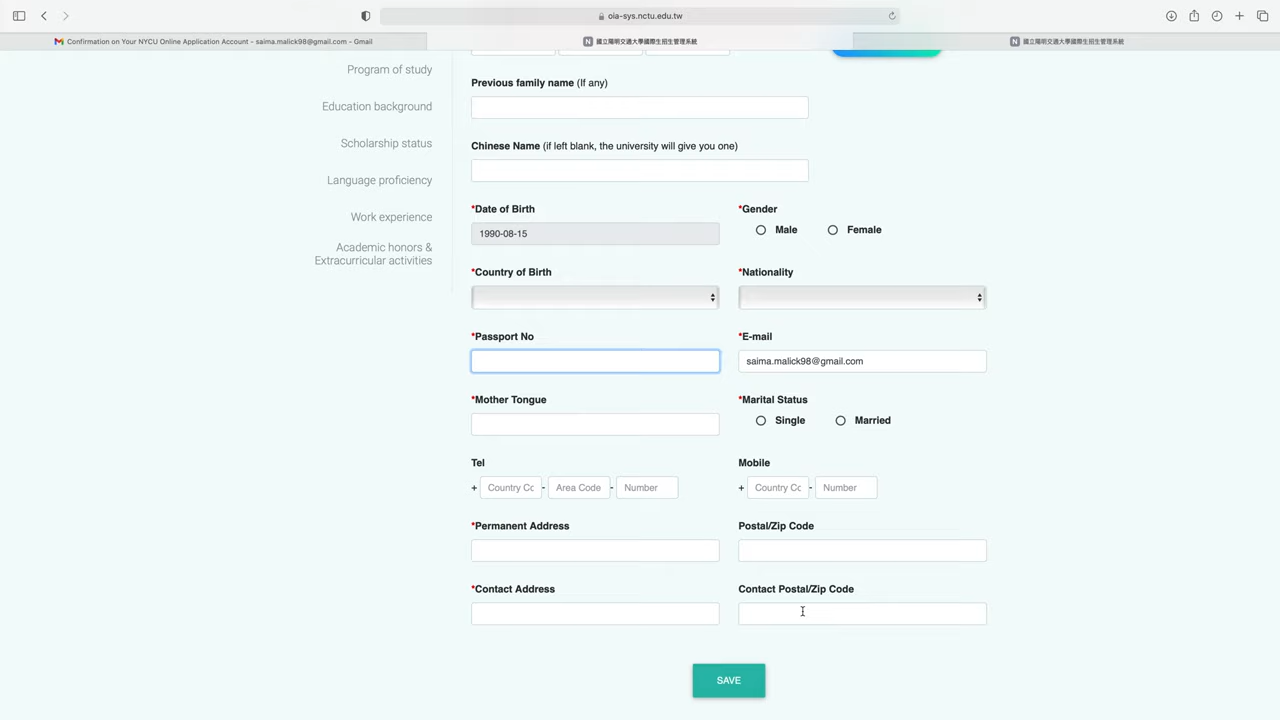 oia-sys.nctu.edu.tw
Confirmation on Your NYCU Online Application Account - saima.malick98@gmail.com - Gmail
N 國立陽明交通大學國際生招生管理系統
N 國立陽明交通大學國際生招生管理系統
Program of study
Education background
Scholarship status
Language proficiency
Work experience
Academic honors &
Extracurricular activities
Previous family name (If any)
Chinese Name (if left blank, the university will give you one)
*Date of Birth
*Gender
1990-08-15
Male
Female
*Country of Birth
*Nationality
*Passport No
*E-mail
saima.malick98@gmail.com
*Mother Tongue
*Marital Status
Single
Married
Tel
Mobile
+ Country Cc - Area Code - Number
+ Country Cc - Number
*Permanent Address
Postal/Zip Code
*Contact Address
Contact Postal/Zip Code
SAVE